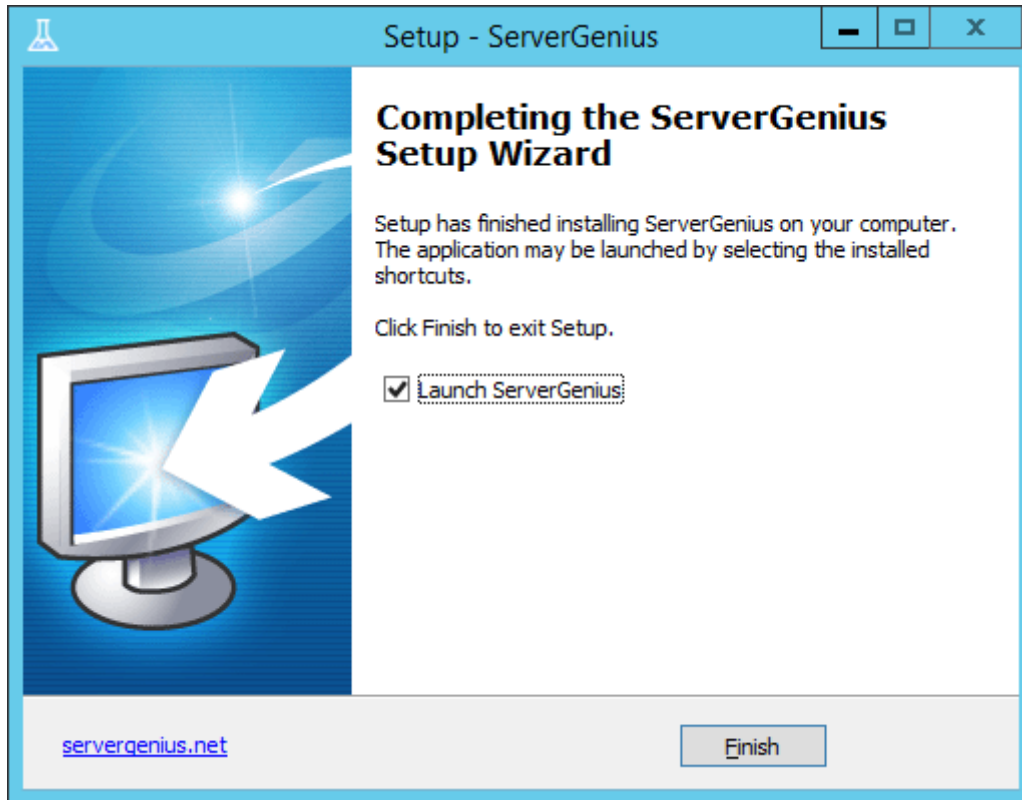 Setup - ServerGenius
Completing the ServerGenius
Setup Wizard
Setup has finished installing ServerGenius on your computer.
The application may be launched by selecting the installed
shortcuts.
Click Finish to exit Setup.
Launch ServerGenius
servergenius.net
Finish